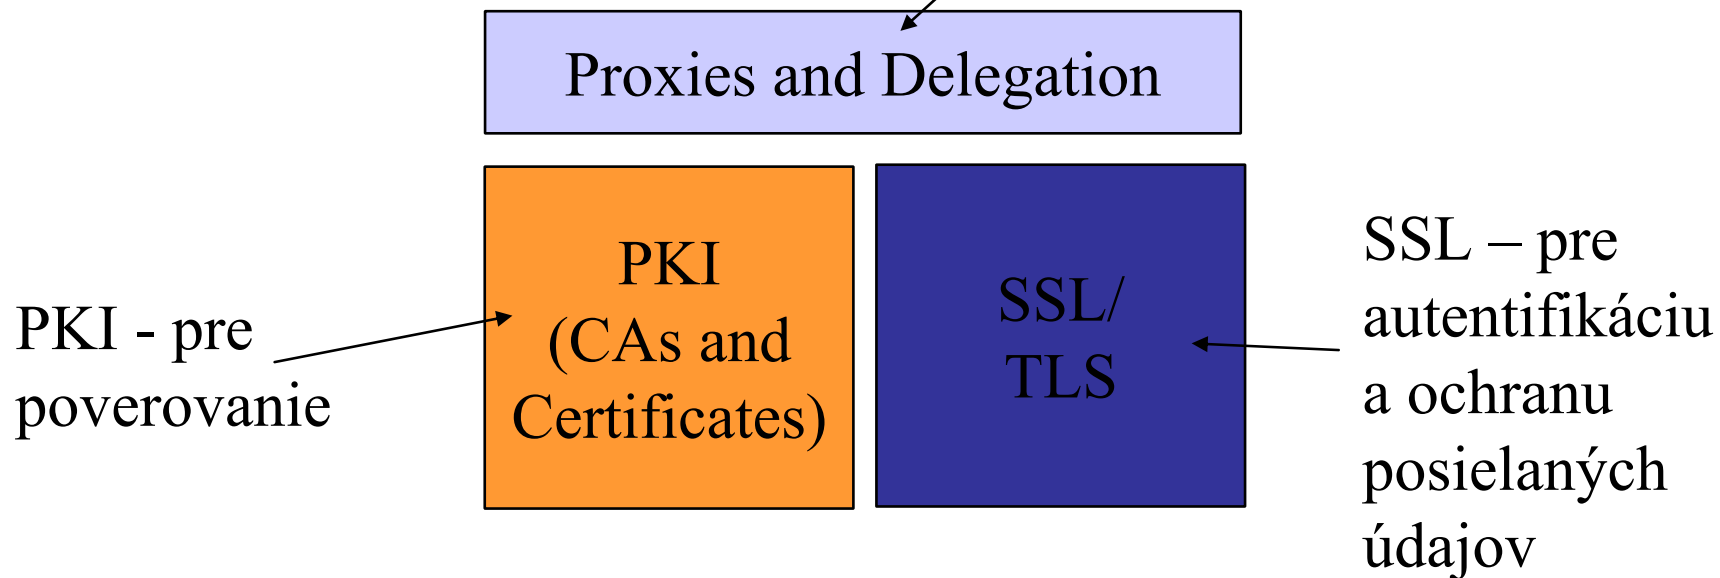 Proxies and Delegation
PKI - pre
poverovanie
PKI
(CAs and
Certificates)
SSL/
TLS
SSL – pre
autentifikáciu
a ochranu
posielaných
údajov